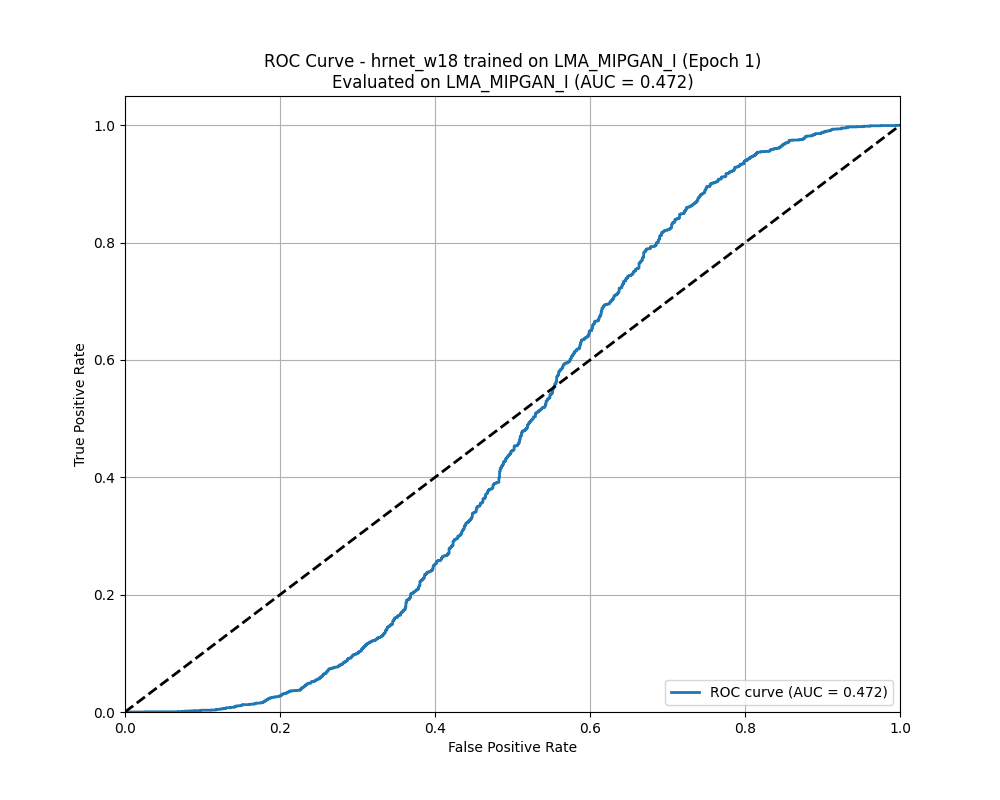 ROC Curve - hrnet_w18 trained on LMA_MIPGAN_I (Epoch 1)
Evaluated on LMA_MIPGAN_I (AUC = 0.472)
1.0
0.8
0.6
0.4
0.2
0.0
True Positive Rate
ROC curve (AUC = 0.472)
0.0 0.2 0.4 0.6 0.8 1.0
False Positive Rate